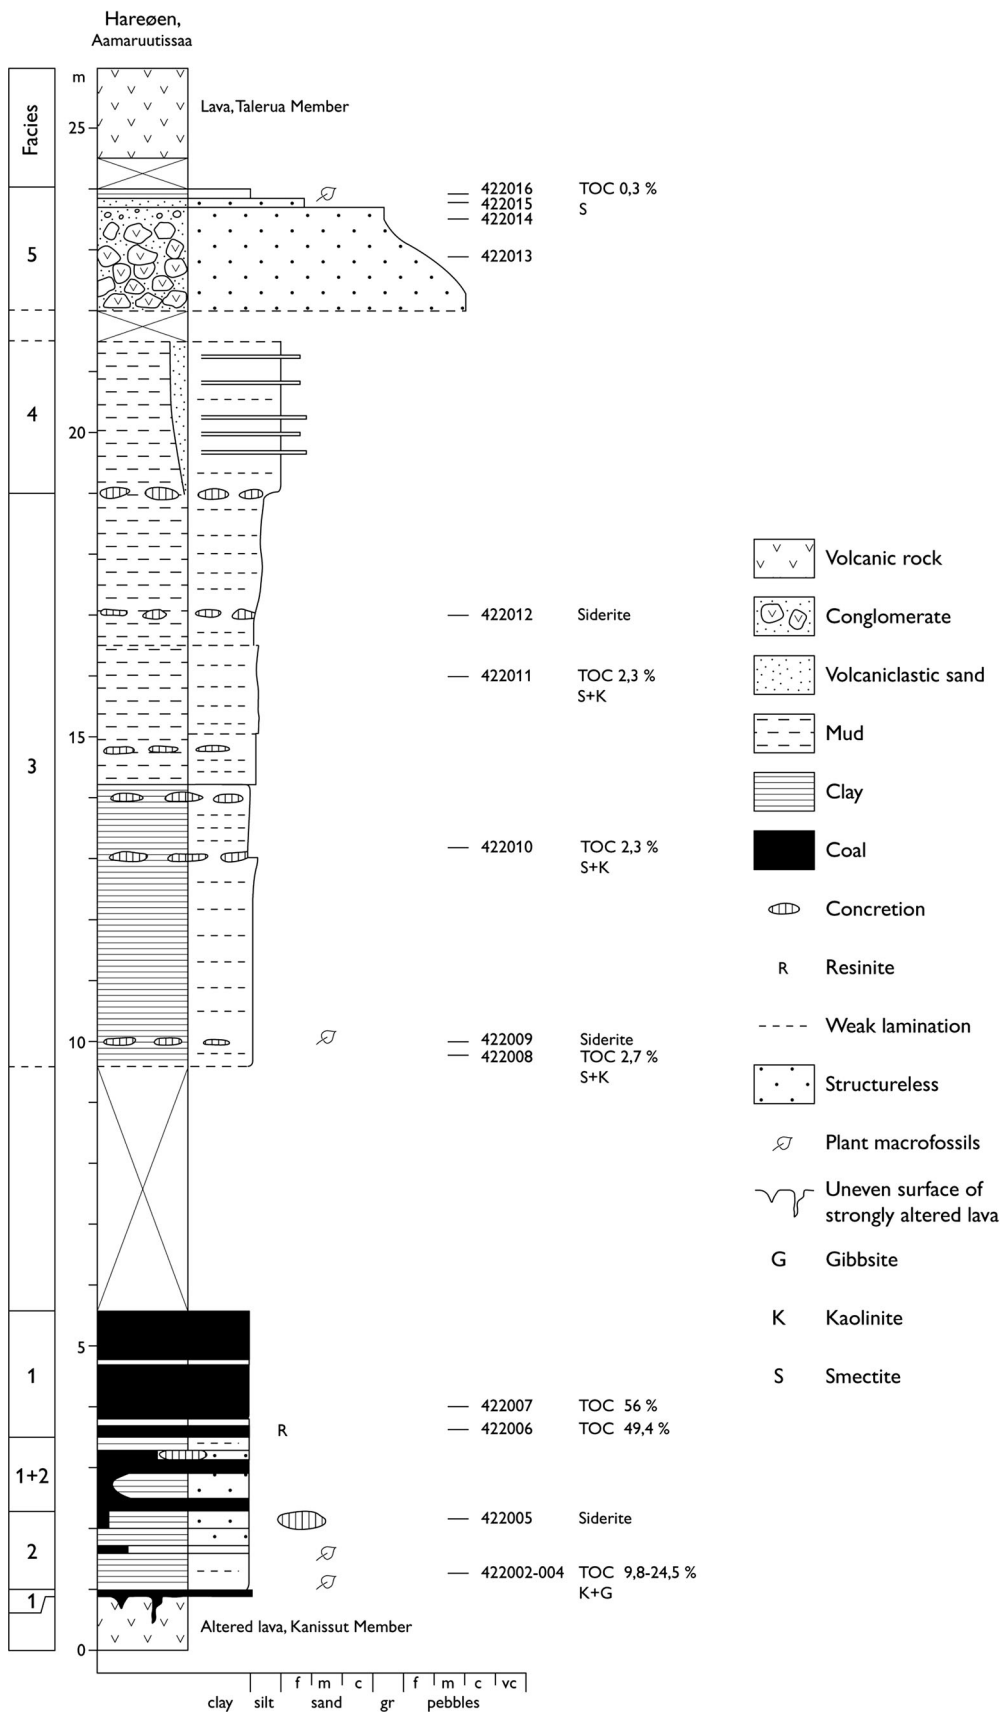 Hareøen,
Aamaruutissaa
m
Facies
25
Lava, Talerua Member
422016 TOC 0,3 %
422015 S
422014
5
422013
4
20
422012 Siderite
422011 TOC 2,3 %
S+K
15
3
422010 TOC 2,3 %
S+K
10
422009 Siderite
422008 TOC 2,7 %
S+K
5
1
422007 TOC 56 %
R
422006 TOC 49,4 %
1+2
422005 Siderite
2
422002-004 TOC 9,8-24,5 %
K+G
1
Altered lava, Kanissut Member
0
f m c f m c vc
clay silt sand gr pebbles
Volcanic rock
Conglomerate
Volcaniclastic sand
Mud
Clay
Coal
Concretion
R Resinite
Weak lamination
Structureless
Plant macrofossils
Uneven surface of
strongly altered lava
G Gibbsite
K Kaolinite
S Smectite